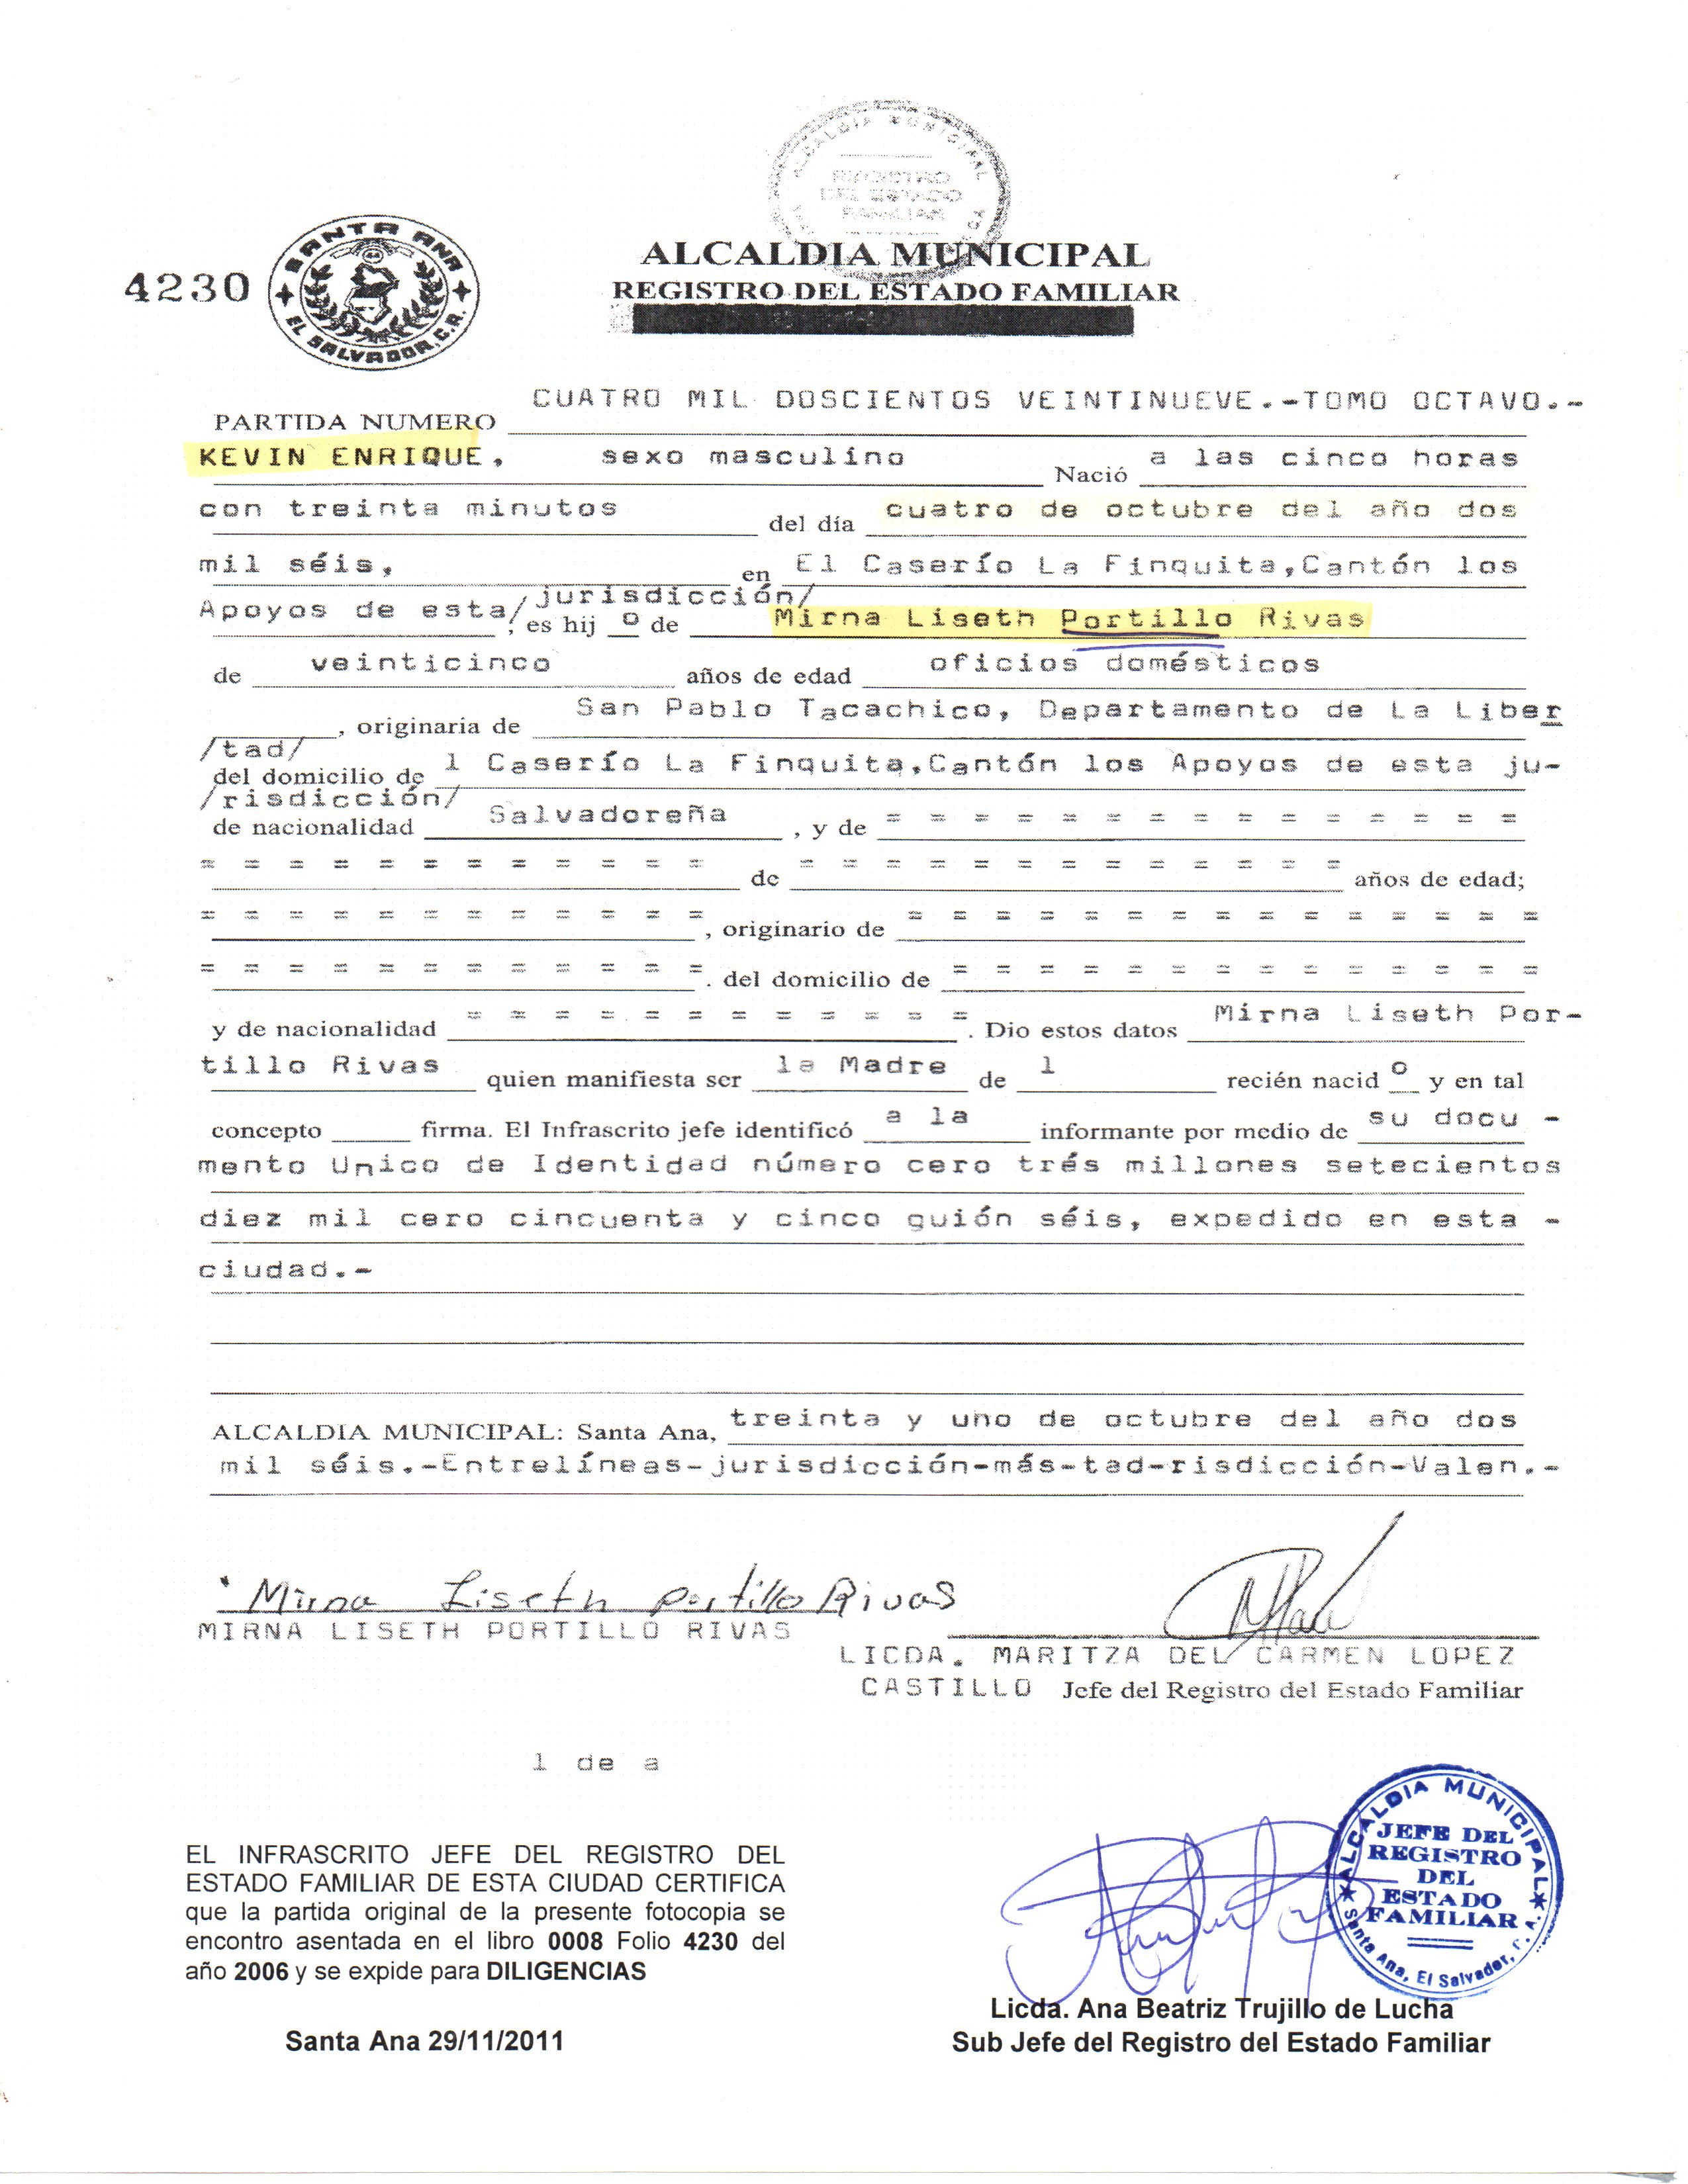 ALCALDIA MUNICIPAL
REGISTRO
FAMILIAR
4230
SANTA ANA
EL SALVADOR, C.A.
ALCALDIA MUNICIPAL
REGISTRO DEL ESTADO FAMILIAR
PARTIDA NUMERO CUATRO MIL DOSCIENTOS VEINTINUEVE.-TOMO OCTAVO.-
KEVIN ENRIQUE, sexo masculino Nació a las cinco horas
con treinta minutos del día cuatro de octubre del año dos
mil séis, en El Caserío La Finquita,Cantón los
Apoyos de esta/jurisdicción/, es hij o de Mirna Liseth Portillo Rivas
de veinticinco años de edad oficios domésticos
, originaria de San Pablo Tacachico, Departamento de La Liber
/tad/
del domicilio de l Caserío La Finquita,Cantón los Apoyos de esta ju-
/risdicción/
de nacionalidad Salvadoreña, y de = = = = = = = = = = = = = = =
= = = = = = = = = = = = de = = = = = = = = = = = = = años de edad;
= = = = = = = = = = = =, originario de = = = = = = = = = = = = = = =
= = = = = = = = = = = =. del domicilio de = = = = = = = = = = = = = =
y de nacionalidad = = = = = = = = = = = =. Dio estos datos Mirna Liseth Por-
tillo Rivas quien manifiesta ser la Madre de l recién nacid o y en tal
concepto firma. El Infrascrito jefe identificó a la informante por medio de su docu -
mento Unico de Identidad número cero trés millones setecientos
diez mil cero cincuenta y cinco guión séis, expedido en esta -
ciudad.-
ALCALDIA MUNICIPAL: Santa Ana, treinta y uno de octubre del año dos
mil séis.-Entrelíneas-jurisdicción-más-tad-risdicción-Valen.-
Mirna Liseth Portillo Rivas
MIRNA LISETH PORTILLO RIVAS
LICDA. MARITZA DEL CARMEN LOPEZ
CASTILLO Jefe del Registro del Estado Familiar
l de a
EL INFRASCRITO JEFE DEL REGISTRO DEL
ESTADO FAMILIAR DE ESTA CIUDAD CERTIFICA
que la partida original de la presente fotocopia se
encontro asentada en el libro 0008 Folio 4230 del
año 2006 y se expide para DILIGENCIAS
Santa Ana 29/11/2011
ALCALDIA MUNICIPAL
JEFE DEL
REGISTRO
DEL
ESTADO
FAMILIAR
Santa Ana, El Salvador, C. A.
Licda. Ana Beatriz Trujillo de Lucha
Sub Jefe del Registro del Estado Familiar